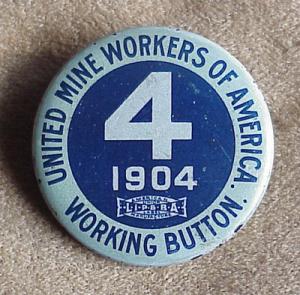 UNITED MINE WORKERS OF AMERICA.
4
1904
WORKING BUTTON.